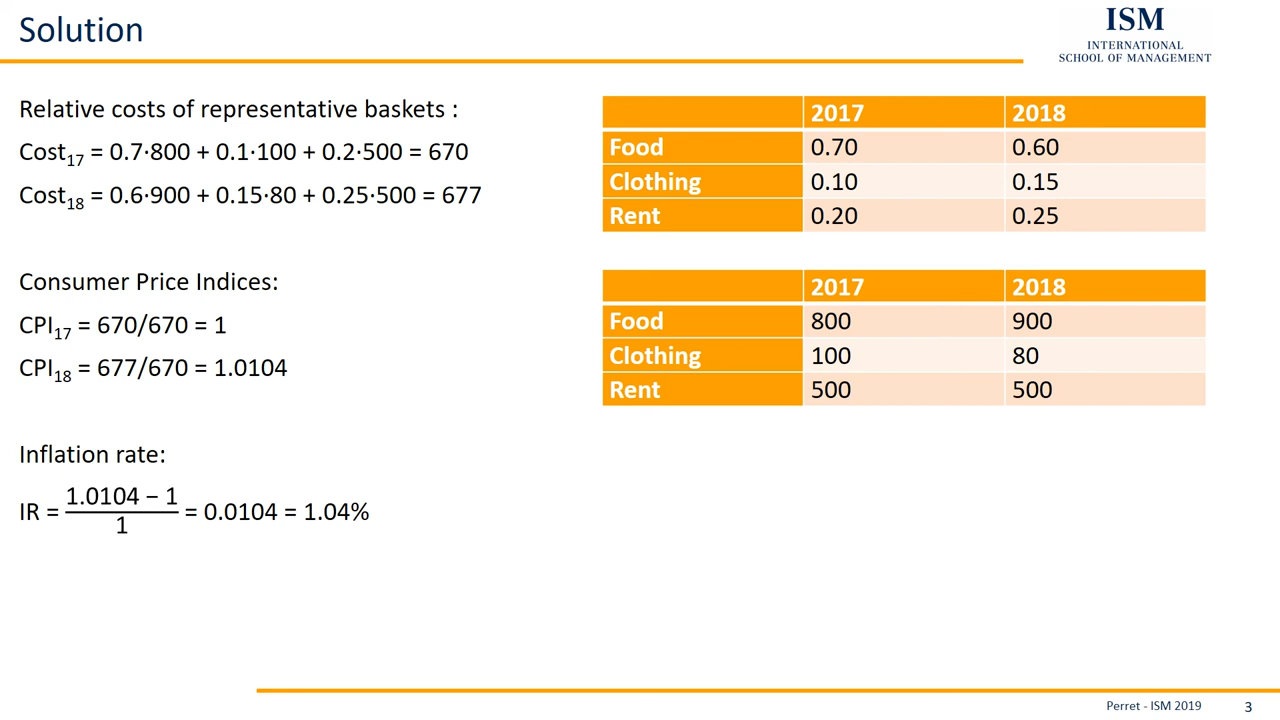 Solution
ISM
INTERNATIONAL
SCHOOL OF MANAGEMENT
Relative costs of representative baskets :
Cost₁₇ = 0.7·800 + 0.1·100 + 0.2·500 = 670
Cost₁₈ = 0.6·900 + 0.15·80 + 0.25·500 = 677
Consumer Price Indices:
CPI₁₇ = 670/670 = 1
CPI₁₈ = 677/670 = 1.0104
Inflation rate:
IR = (1.0104 − 1)/1 = 0.0104 = 1.04%
2017 2018
Food 0.70 0.60
Clothing 0.10 0.15
Rent 0.20 0.25
2017 2018
Food 800 900
Clothing 100 80
Rent 500 500
Perret - ISM 2019 3